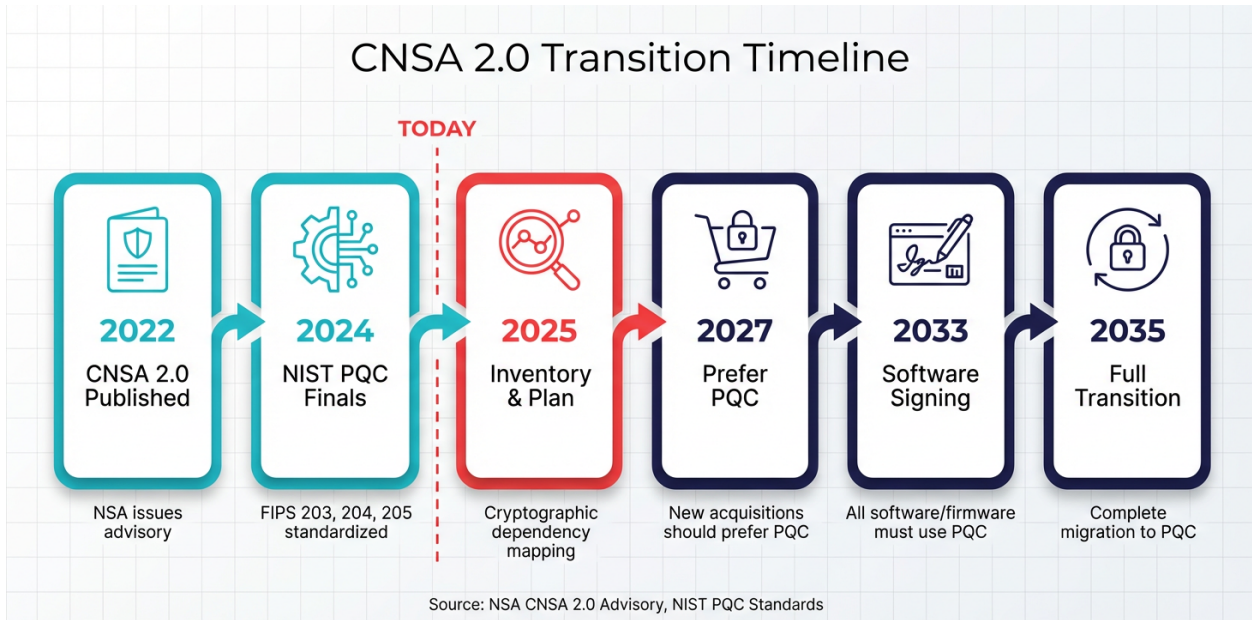 CNSA 2.0 Transition Timeline
TODAY
2022
CNSA 2.0
Published
NSA issues
advisory
2024
NIST PQC
Finals
FIPS 203, 204, 205
standardized
2025
Inventory
& Plan
Cryptographic
dependency
mapping
2027
Prefer
PQC
New acquisitions
should prefer PQC
2033
Software
Signing
All software/firmware
must use PQC
2035
Full
Transition
Complete
migration to PQC
Source: NSA CNSA 2.0 Advisory, NIST PQC Standards